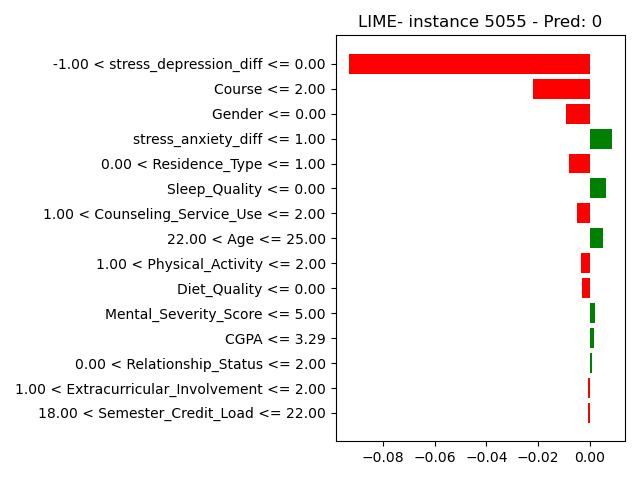 LIME- instance 5055 - Pred: 0
-1.00 < stress_depression_diff <= 0.00
Course <= 2.00
Gender <= 0.00
stress_anxiety_diff <= 1.00
0.00 < Residence_Type <= 1.00
Sleep_Quality <= 0.00
1.00 < Counseling_Service_Use <= 2.00
22.00 < Age <= 25.00
1.00 < Physical_Activity <= 2.00
Diet_Quality <= 0.00
Mental_Severity_Score <= 5.00
CGPA <= 3.29
0.00 < Relationship_Status <= 2.00
1.00 < Extracurricular_Involvement <= 2.00
18.00 < Semester_Credit_Load <= 22.00
−0.08 −0.06 −0.04 −0.02 0.00